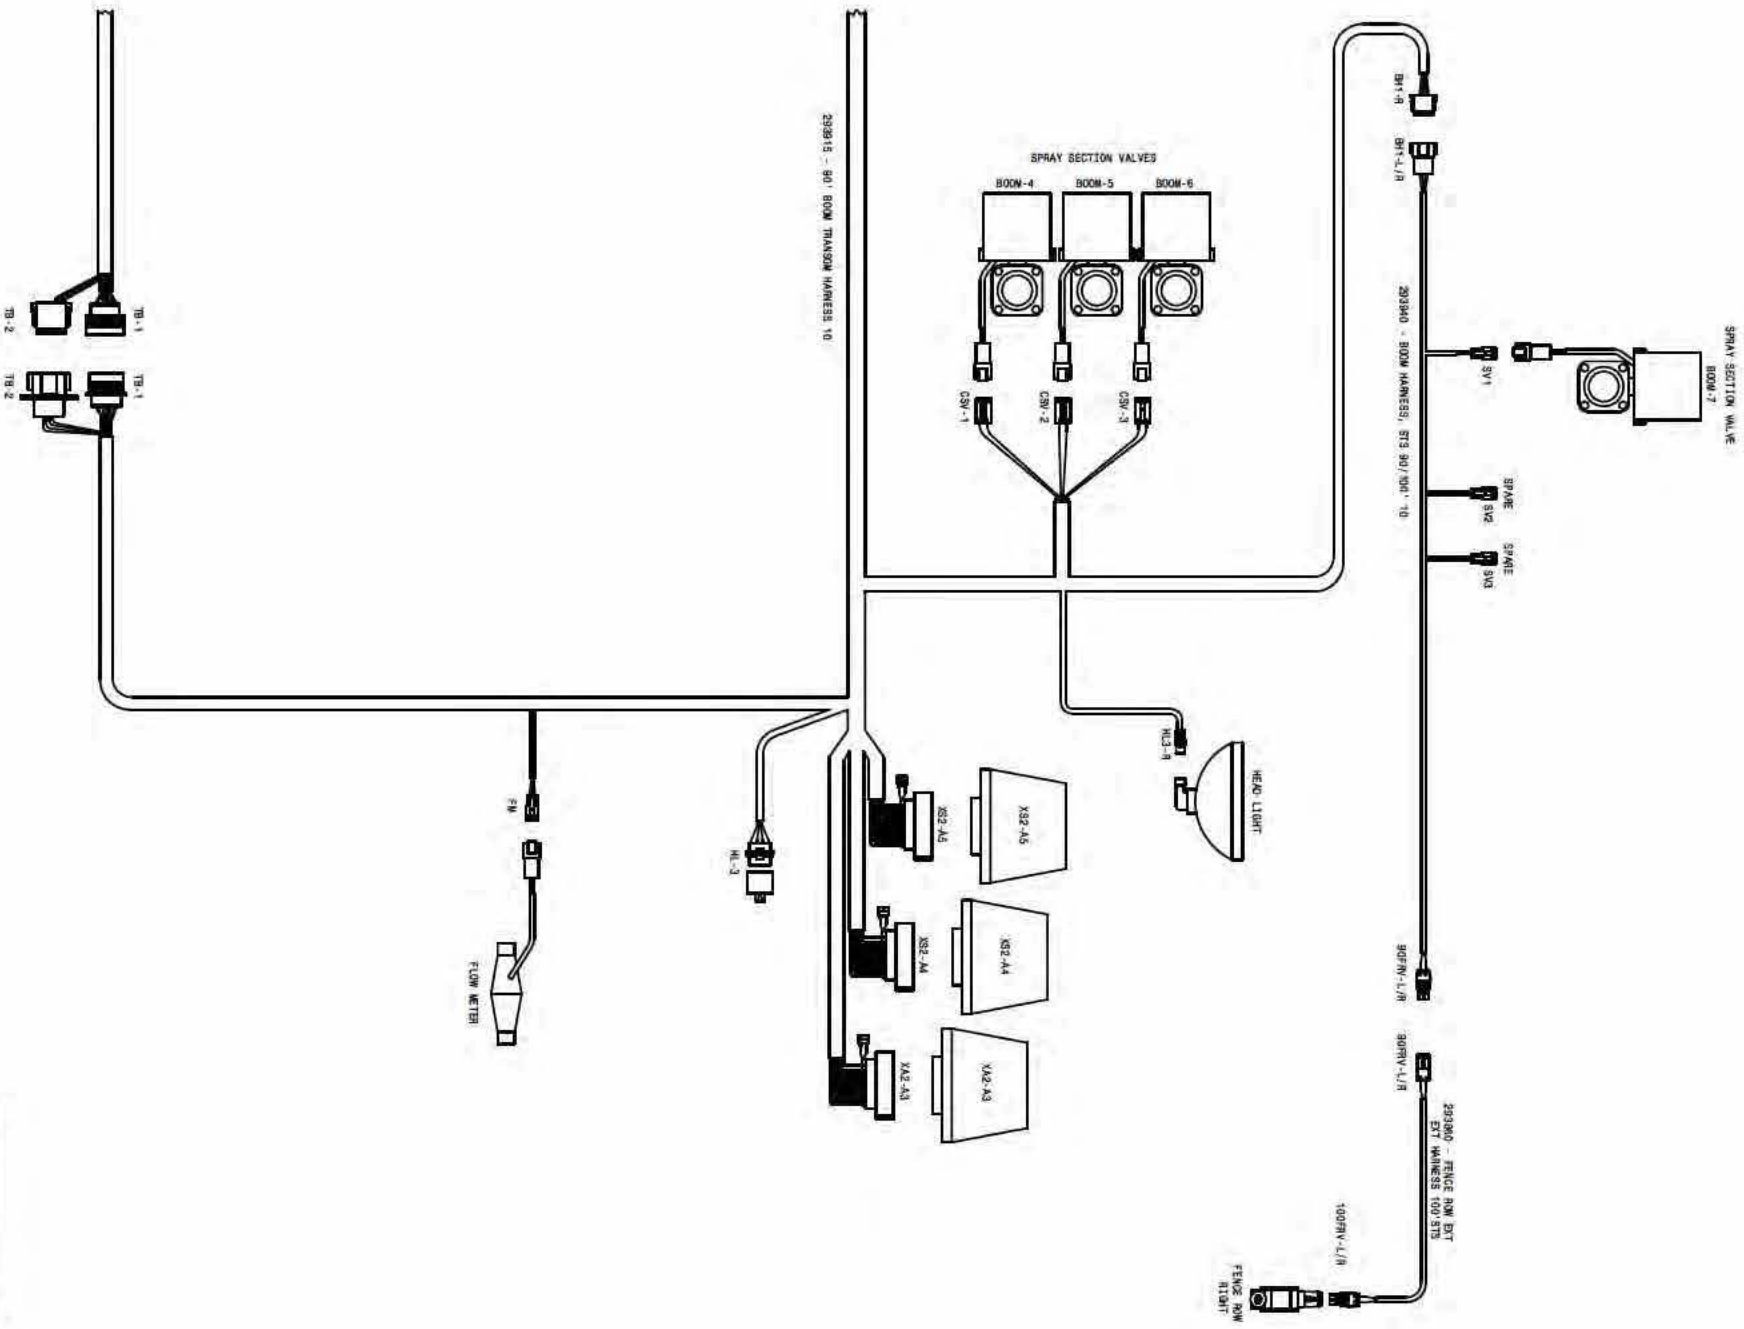 BH1-R
BH1-L/R
SPRAY SECTION VALVES
BOOM-4
BOOM-5
BOOM-6
293915 - 90' BOOM TRANSOM HARNESS 10
293940 - BOOM HARNESS, STS 90/100' 10
SPRAY SECTION VALVE
BOOM-7
SV1
CSV-1
CSV-2
CSV-3
SPARE
SV2
SPARE
SV3
TB-2
TB-1
TB-2
TB-1
HL3-R
HEAD LIGHT
FM
FLOW METER
HL-3
XS2-A5
XS2-A5
XS2-A4
XS2-A4
XA2-A3
XA2-A3
90FRV-L/R
90FRV-L/R
- FENCE ROW EXT
EXT HARNESS 100' STS
100FRV-L/R
FENCE ROW
RIGHT